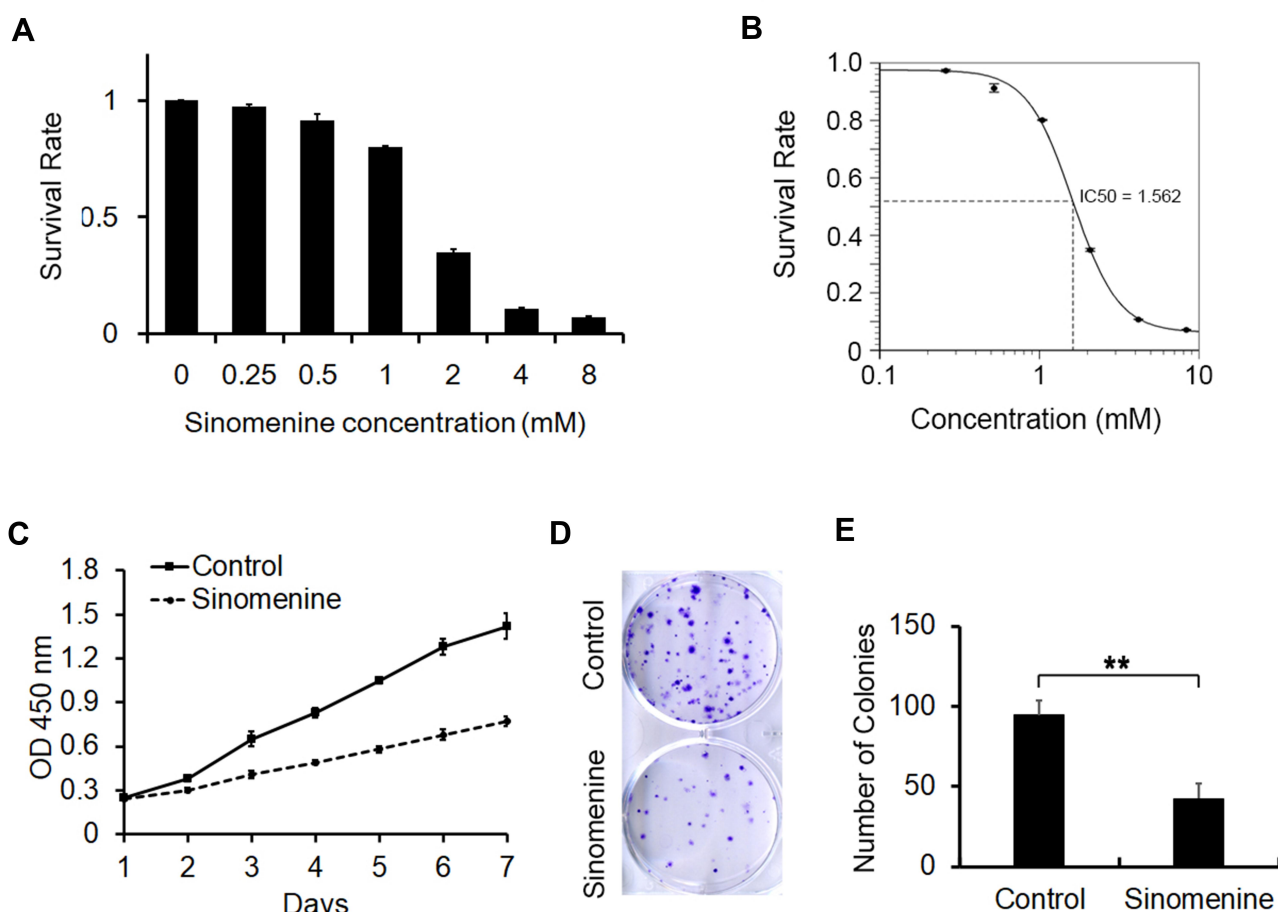 A
Survival Rate
1
0.5
0
0 0.25 0.5 1 2 4 8
Sinomenine concentration (mM)
B
Survival Rate
1.0
0.8
0.6
0.4
0.2
0
IC50 = 1.562
0.1 1 10
Concentration (mM)
C
OD 450 nm
1.8
1.5
1.2
0.9
0.6
0.3
0
Control
Sinomenine
1 2 3 4 5 6 7
Days
D
Control
Sinomenine
E
Number of Colonies
150
100
50
0
**
Control Sinomenine